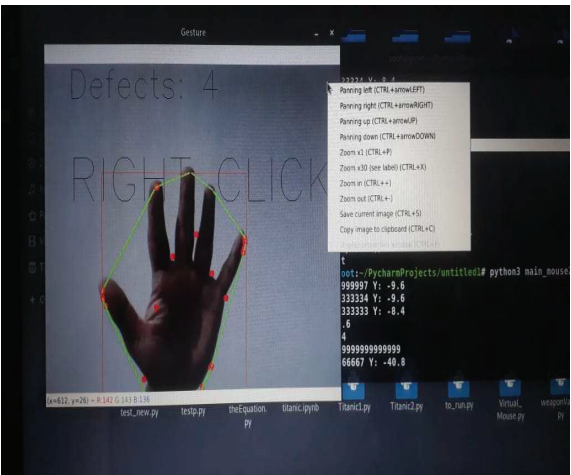 Gesture
Defects: 4
RIGHT CLICK
33334 Y: -8.4
Panning left (CTRL+arrowLEFT)
Panning right (CTRL+arrowRIGHT)
Panning up (CTRL+arrowUP)
Panning down (CTRL+arrowDOWN)
Zoom x1 (CTRL+P)
Zoom x30 (see label) (CTRL+X)
Zoom in (CTRL++)
Zoom out (CTRL+-)
Save current image (CTRL+S)
Copy image to clipboard (CTRL+C)
t
oot:~/PycharmProjects/untitled1# python3 main_mouse
999997 Y: -9.6
333334 Y: -9.6
333333 Y: -8.4
.6
4
9999999999999
66667 Y: -40.8
(x=612, y=26) ~ R:142 G:143 B:136
test_new.py
testp.py
theEquation.
py
titanic.ipynb
Titanic1.py
Titanic2.py
to_run.py
Virtual_
Mouse.py
py